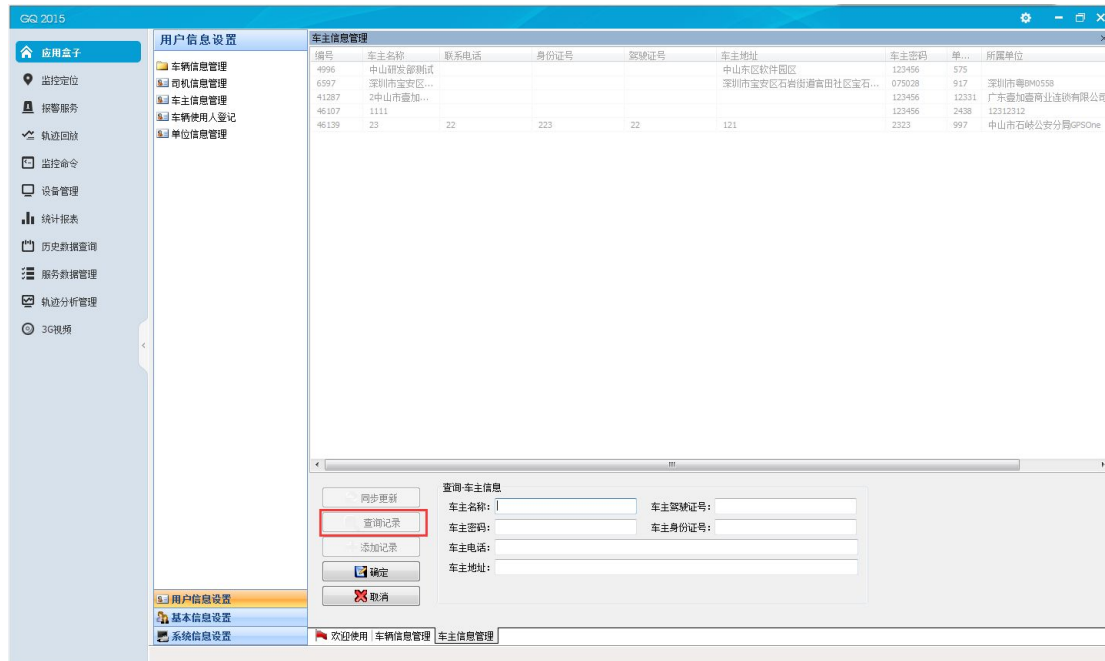 GQ 2015
应用盒子
监控定位
报警服务
轨迹回放
监控命令
设备管理
统计报表
历史数据查询
服务数据管理
轨迹分析管理
3G视频
用户信息设置
车辆信息管理
司机信息管理
车主信息管理
车辆使用人登记
单位信息管理
用户信息设置
基本信息设置
系统信息设置
车主信息管理
编号 车主名称 联系电话 身份证号 驾驶证号 车主地址 车主密码 单... 所属单位
4996 中山研发部测试 中山东区软件园区 123456 575
6597 深圳市宝安区... 深圳市宝安区石岩街道官田社区宝石... 075028 917 深圳市粤BM0558
41287 2中山市壹加... 123456 12331 广东壹加壹商业连锁有限公司
46107 1111 123456 2438 12312312
46139 23 22 223 22 121 2323 997 中山市石岐公安分局GPSOne
同步更新
查询记录
添加记录
确定
取消
查询-车主信息
车主名称: 车主驾驶证号:
车主密码: 车主身份证号:
车主电话:
车主地址:
欢迎使用 车辆信息管理 车主信息管理